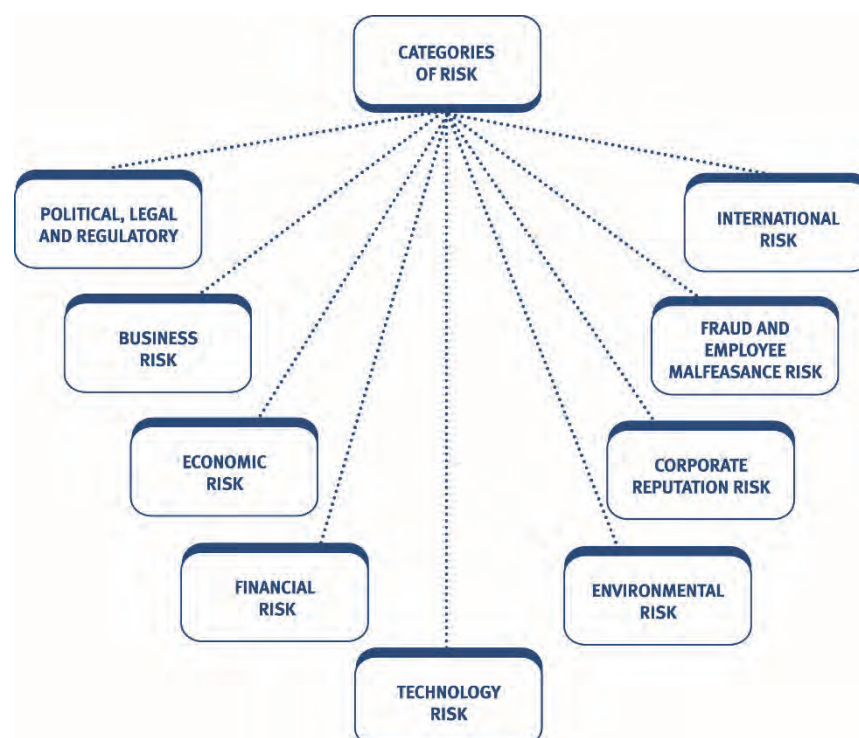 CATEGORIES
OF RISK
POLITICAL, LEGAL
AND REGULATORY
INTERNATIONAL
RISK
BUSINESS
RISK
FRAUD AND
EMPLOYEE
MALFEASANCE RISK
ECONOMIC
RISK
CORPORATE
REPUTATION RISK
FINANCIAL
RISK
ENVIRONMENTAL
RISK
TECHNOLOGY
RISK